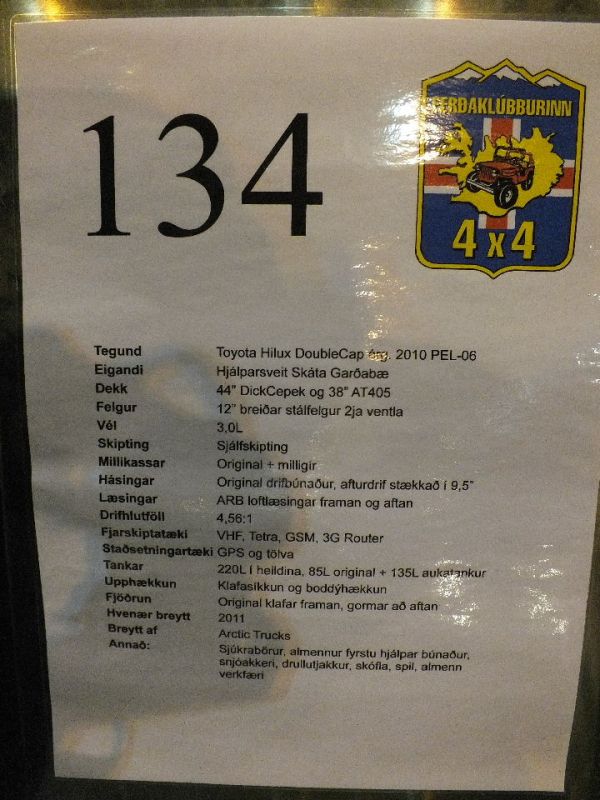 134
FERÐAKLÚBBURINN
4 x 4
Tegund Toyota Hilux DoubleCap árg. 2010 PEL-06
Eigandi Hjálparsveit Skáta Garðabæ
Dekk 44" DickCepek og 38" AT405
Felgur 12" breiðar stálfelgur 2ja ventla
Vél 3,0L
Skipting Sjálfskipting
Millikassar Original + milligír
Hásingar Original drifbúnaður, afturdrif stækkað í 9,5"
Læsingar ARB loftlæsingar framan og aftan
Drifhlutföll 4,56:1
Fjarskiptatæki VHF, Tetra, GSM, 3G Router
Staðsetningartæki GPS og tölva
Tankar 220L í heildina, 85L original + 135L aukatankur
Upphækkun Klafasíkkun og boddýhækkun
Fjöðrun Original klafar framan, gormar að aftan
Hvenær breytt 2011
Breytt af Arctic Trucks
Annað: Sjúkrabörur, almennur fyrstu hjálpar búnaður,
snjóakkeri, drullutjakkur, skófla, spil, almenn
verkfæri